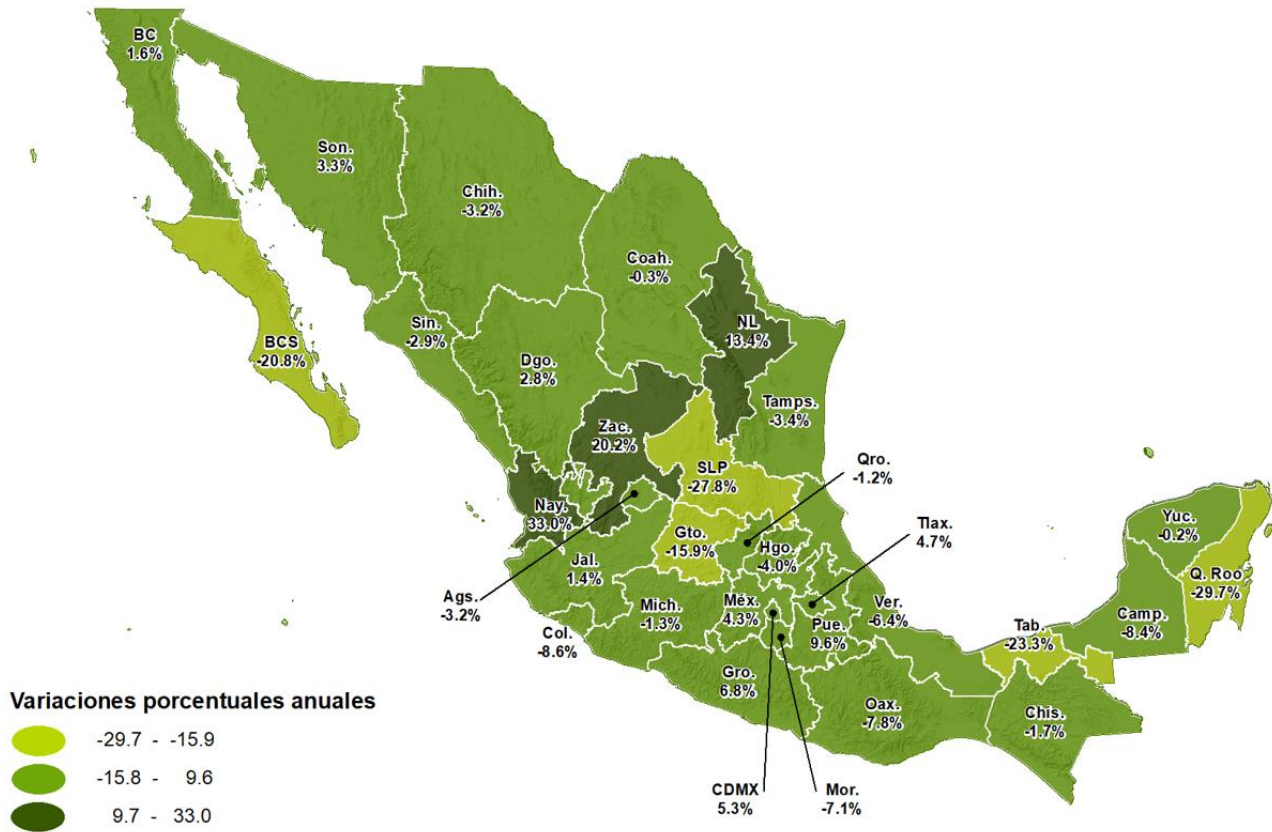 BC
1.6%
Son.
3.3%
Chih.
-3.2%
Coah.
-0.3%
NL
13.4%
Sin.
-2.9%
BCS
-20.8%
Dgo.
2.8%
Tamps.
-3.4%
Zac.
20.2%
SLP
-27.8%
Qro.
-1.2%
Nay.
33.0%
Gto.
-15.9%
Hgo.
-4.0%
Tlax.
4.7%
Yuc.
-0.2%
Q. Roo
-29.7%
Jal.
1.4%
Ags.
-3.2%
Mich.
-1.3%
Méx.
4.3%
Pue.
9.6%
Ver.
-6.4%
Tab.
-23.3%
Camp.
-8.4%
Col.
-8.6%
Gro.
6.8%
Oax.
-7.8%
Chis.
-1.7%
CDMX
5.3%
Mor.
-7.1%
Variaciones porcentuales anuales
-29.7 - -15.9
-15.8 - 9.6
9.7 - 33.0